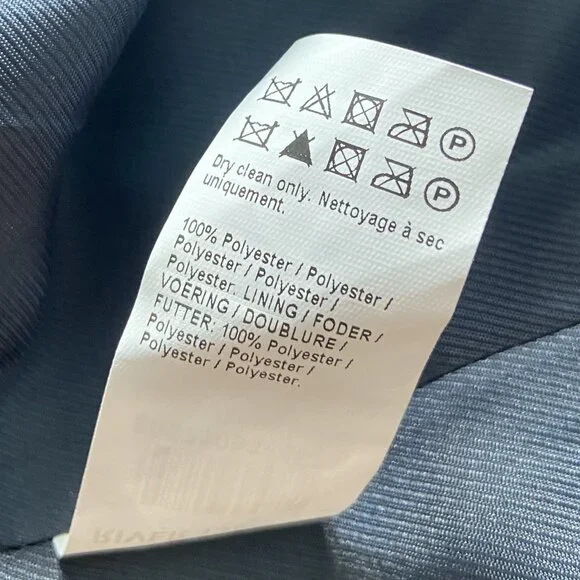 P
P
Dry clean only. Nettoyage à sec
uniquement.
100% Polyester / Polyester /
Polyester / Polyester /
Polyester. LINING / FODER /
VOERING / DOUBLURE /
FUTTER: 100% Polyester /
Polyester / Polyester /
Polyester / Polyester.